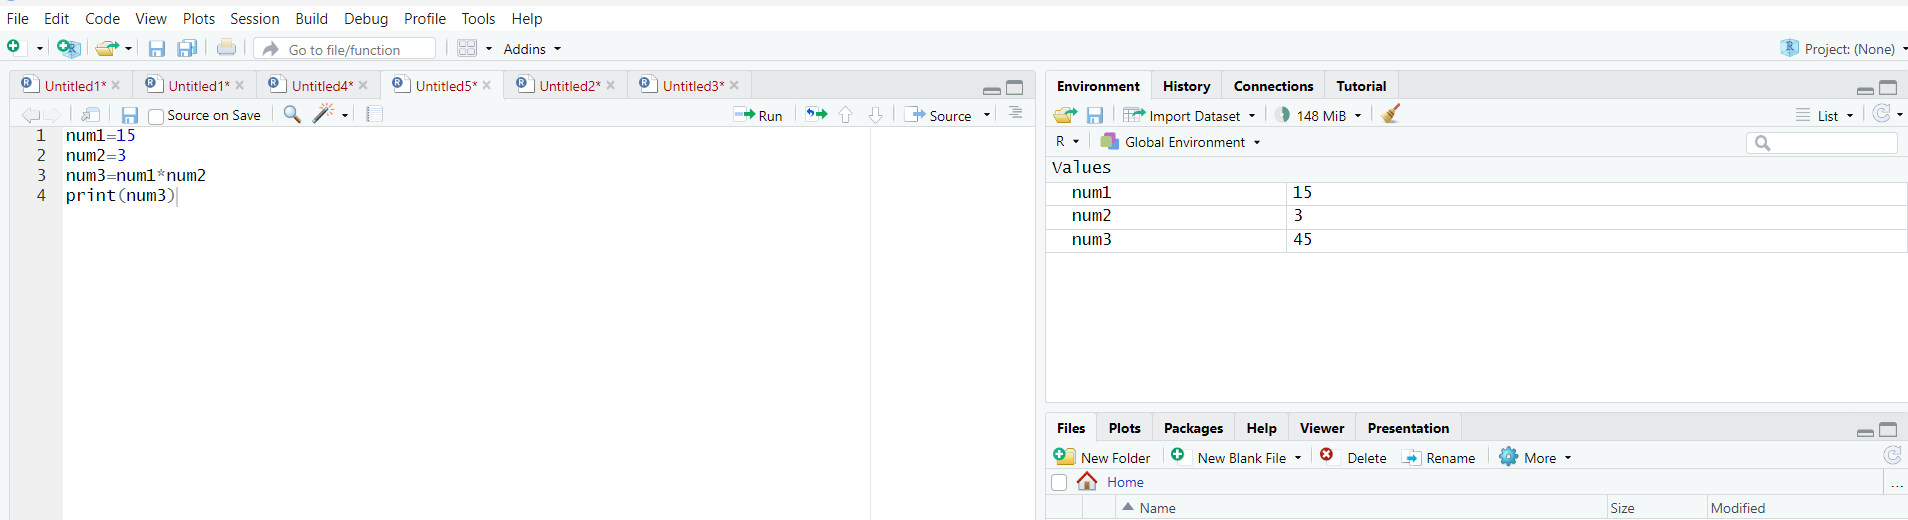 File Edit Code View Plots Session Build Debug Profile Tools Help
Go to file/function Addins Project: (None)
Untitled1* Untitled1* Untitled4* Untitled5* Untitled2* Untitled3*
Source on Save Run Source
1 num1=15
2 num2=3
3 num3=num1*num2
4 print(num3)
Environment History Connections Tutorial
Import Dataset 148 MiB List
R Global Environment
Values
num1 15
num2 3
num3 45
Files Plots Packages Help Viewer Presentation
New Folder New Blank File Delete Rename More
Home ...
Name Size Modified